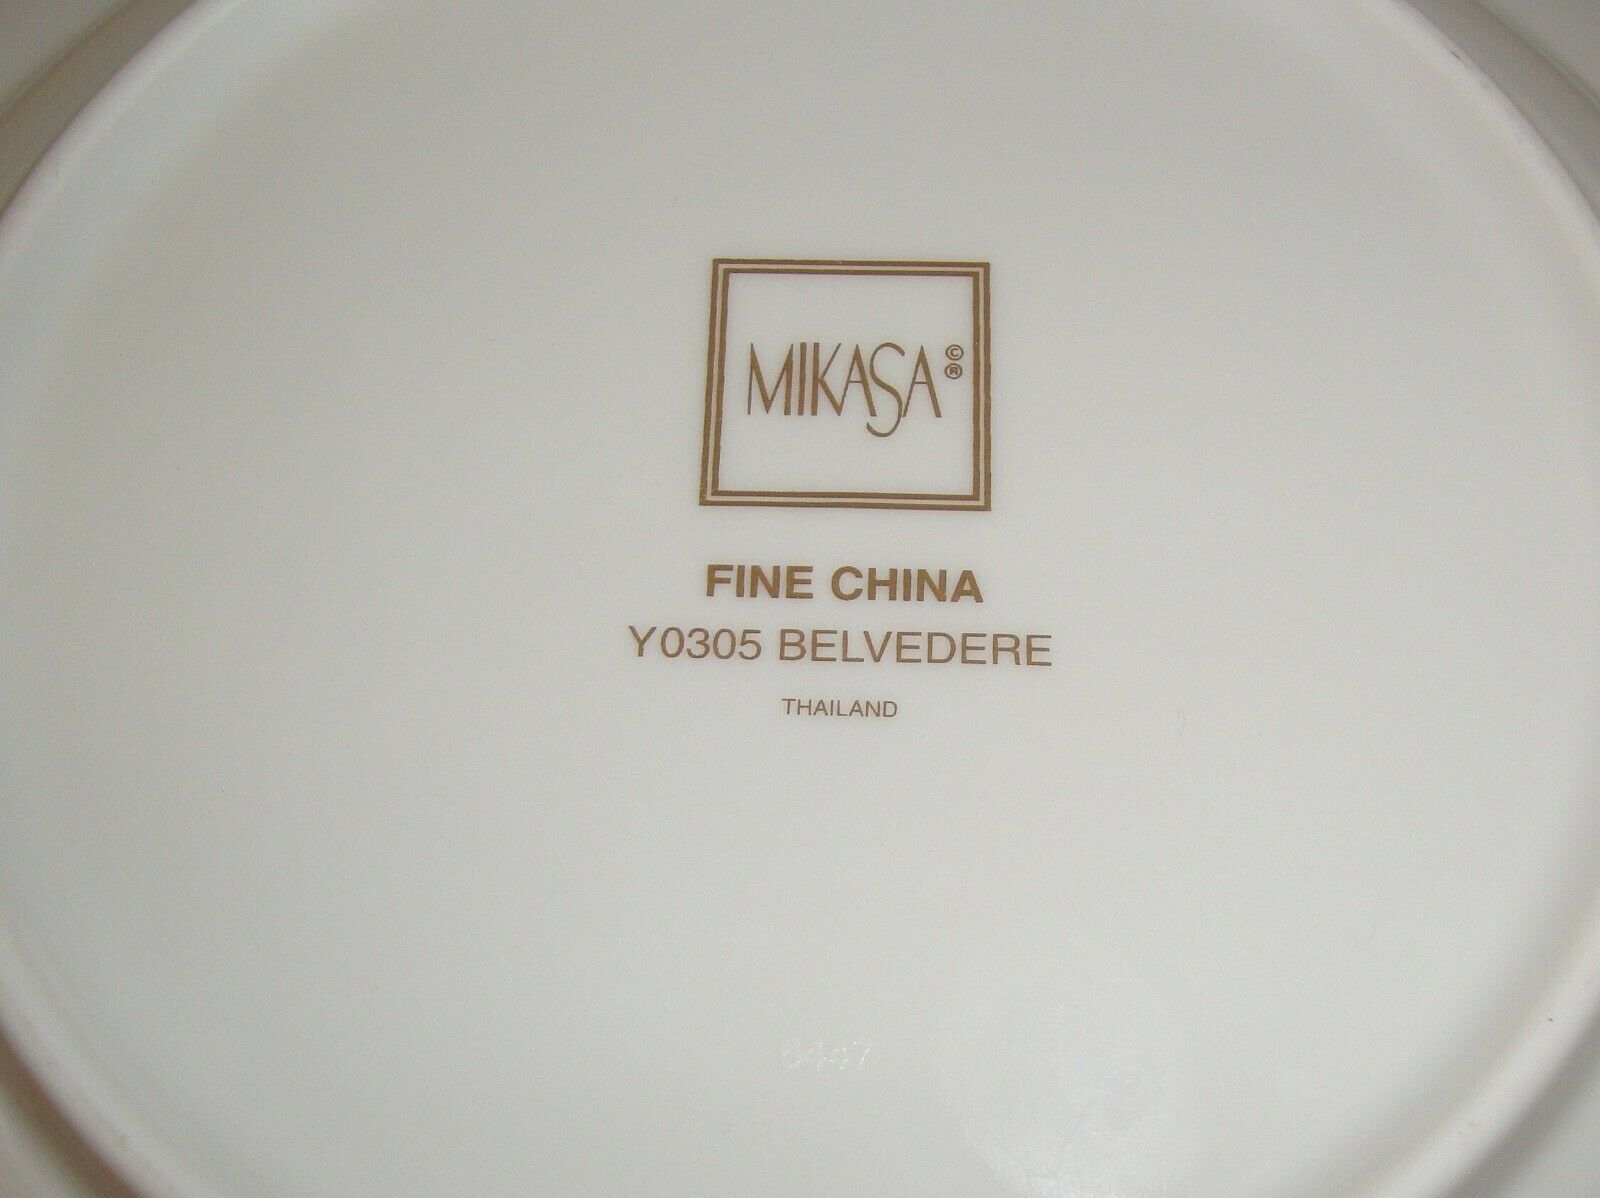 MIKASA©®
FINE CHINA
Y0305 BELVEDERE
THAILAND